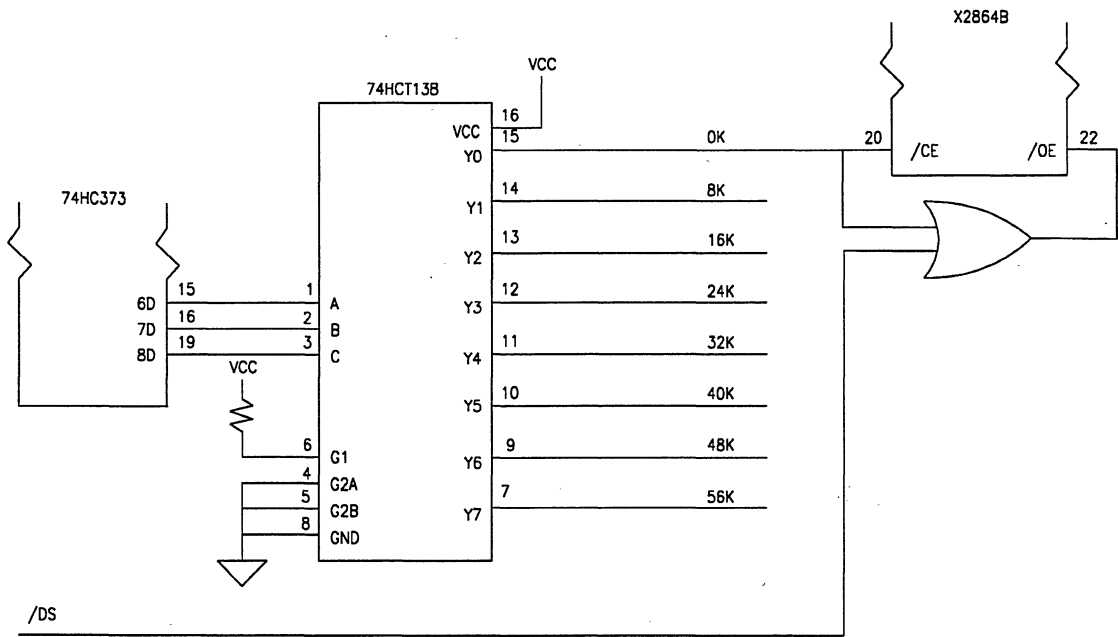 X2864B
VCC
74HCT13B
16
VCC
15
Y0
0K
20
/CE
/OE
22
74HC373
14
Y1
8K
13
Y2
16K
15
6D
1
A
12
Y3
24K
16
7D
2
B
19
8D
3
C
11
Y4
32K
VCC
10
Y5
40K
6
G1
9
Y6
48K
4
G2A
5
G2B
7
Y7
56K
8
GND
/DS